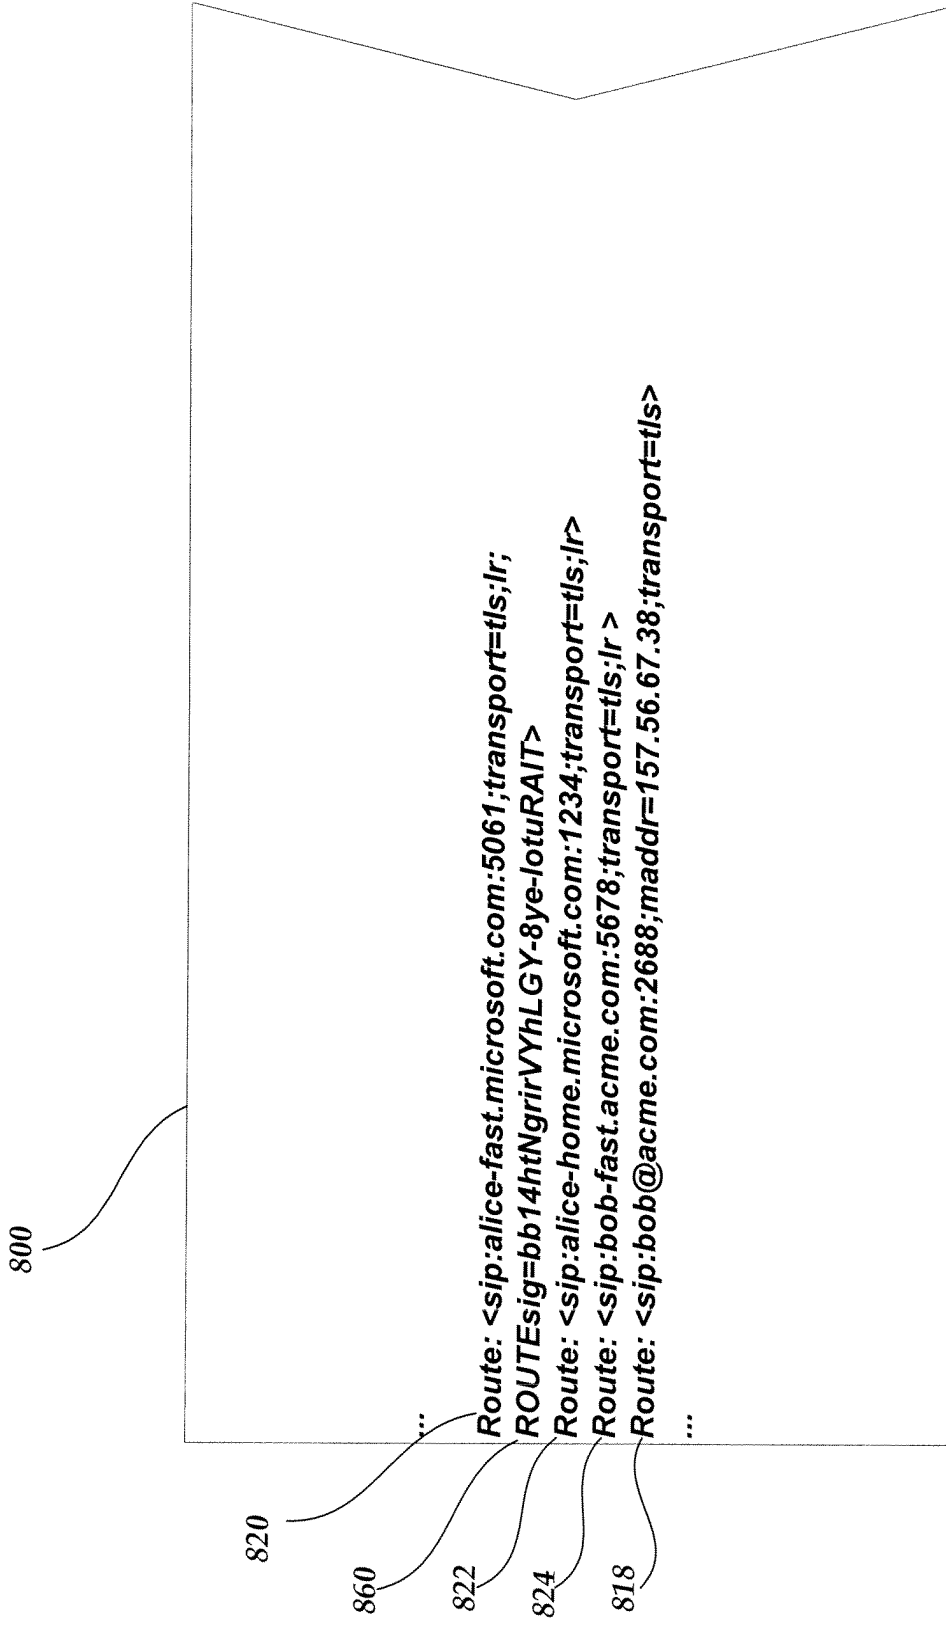 800
...
820 Route: <sip:alice-fast.microsoft.com:5061;transport=tls;lr;
860 ROUTEsig=bb14htNgrirVYhLGY-8ye-lotuRAIT>
822 Route: <sip:alice-home.microsoft.com:1234;transport=tls;lr>
824 Route: <sip:bob-fast.acme.com:5678;transport=tls;lr >
818 Route: <sip:bob@acme.com:2688;maddr=157.56.67.38;transport=tls>
...